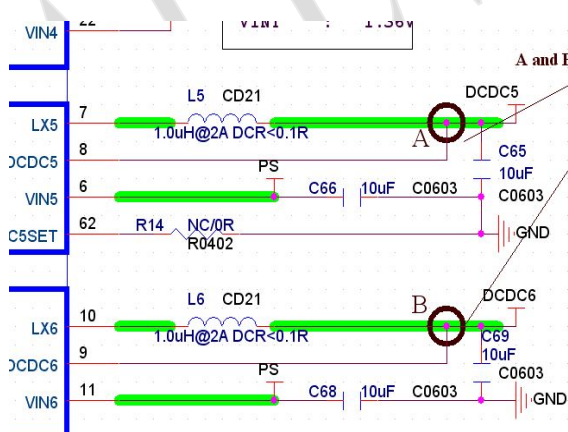 VIN4
22
VIN1 : 1.36V
A and B
L5 CD21
DCDC5
7
LX5
1.0uH@2A DCR<0.1R
A
C65
8
DCDC5
PS
10uF
6
VIN5
C66 10uF C0603
C0603
62
C5SET
R14 NC/0R
R0402
GND
L6 CD21
B
DCDC6
10
LX6
1.0uH@2A DCR<0.1R
C69
10uF
9
DCDC6
PS
C0603
11
VIN6
C68 10uF C0603
GND